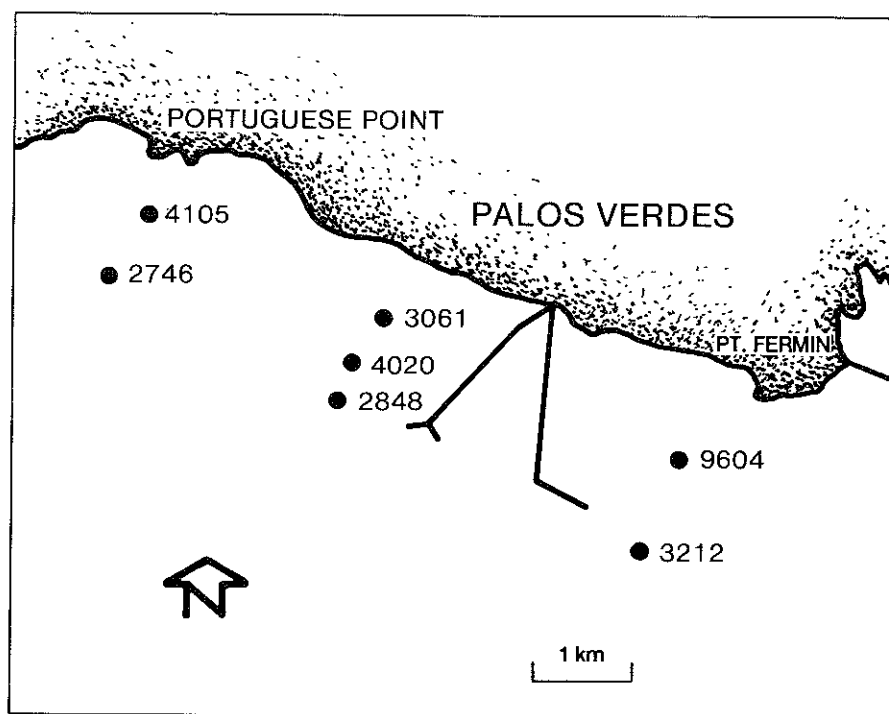 PORTUGUESE POINT
4105
PALOS VERDES
2746
3061
PT. FERMIN
4020
2848
9604
3212
N
1 km